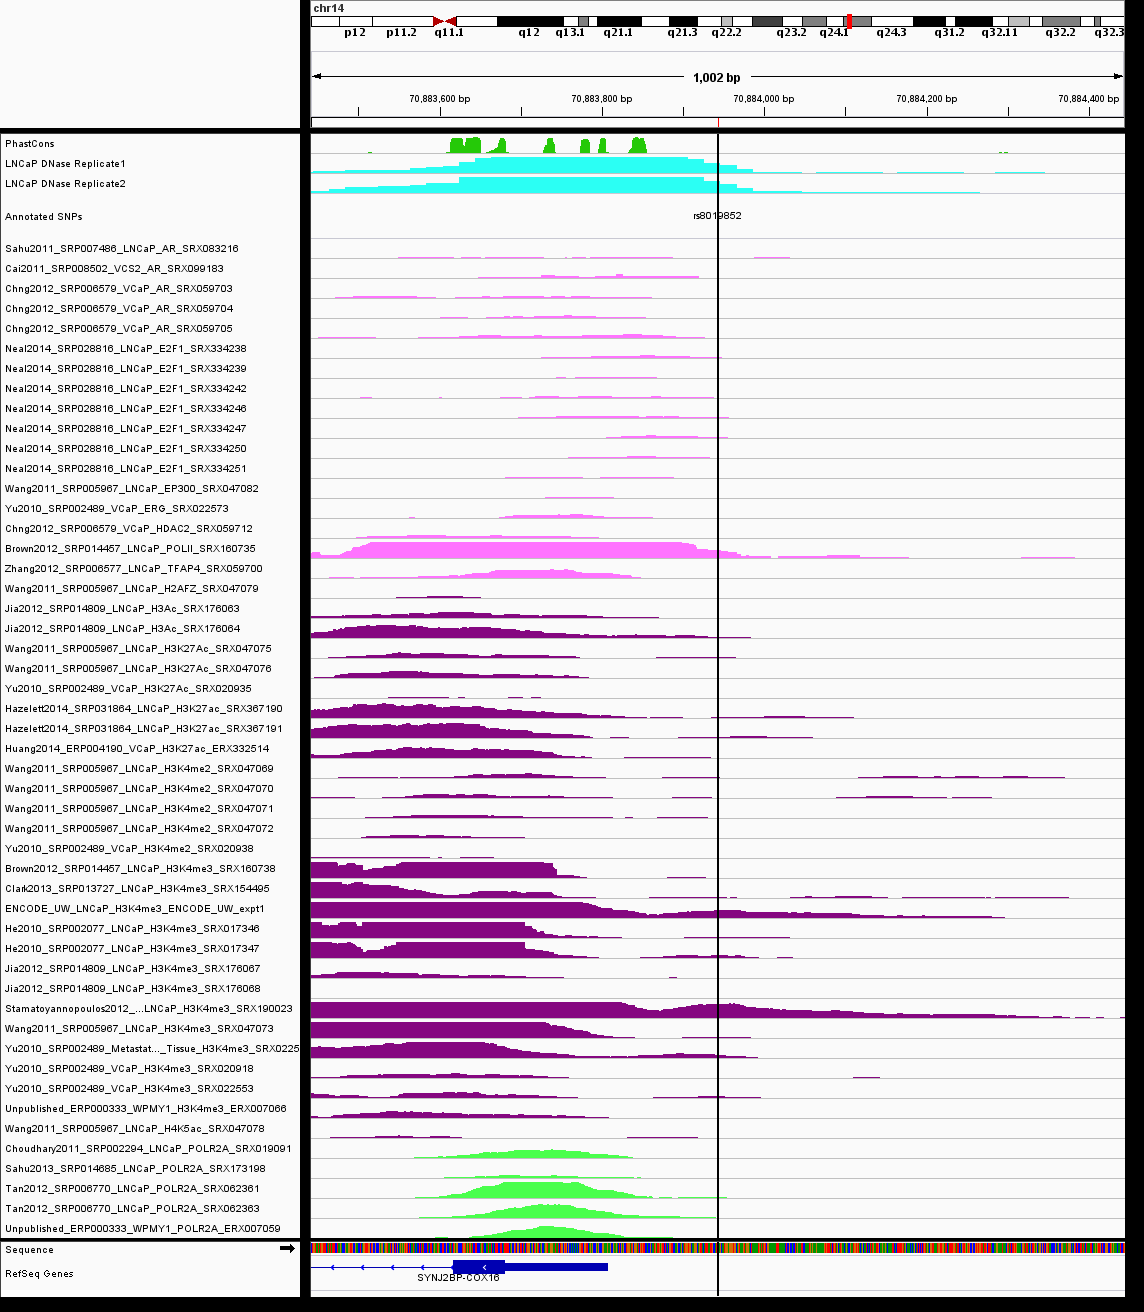 chr14
p12 p11.2 q11.1 q12 q13.1 q21.1 q21.3 q22.2 q23.2 q24.1 q24.3 q31.2 q32.11 q32.2 q32.3
1,002 bp
70,883,600 bp 70,883,800 bp 70,884,000 bp 70,884,200 bp 70,884,400 bp
PhastCons
LNCaP DNase Replicate1
LNCaP DNase Replicate2
Annotated SNPs rs8019852
Sahu2011_SRP007486_LNCaP_AR_SRX083216
Cai2011_SRP008502_VCS2_AR_SRX099183
Chng2012_SRP006579_VCaP_AR_SRX059703
Chng2012_SRP006579_VCaP_AR_SRX059704
Chng2012_SRP006579_VCaP_AR_SRX059705
Neal2014_SRP028816_LNCaP_E2F1_SRX334238
Neal2014_SRP028816_LNCaP_E2F1_SRX334239
Neal2014_SRP028816_LNCaP_E2F1_SRX334242
Neal2014_SRP028816_LNCaP_E2F1_SRX334246
Neal2014_SRP028816_LNCaP_E2F1_SRX334247
Neal2014_SRP028816_LNCaP_E2F1_SRX334250
Neal2014_SRP028816_LNCaP_E2F1_SRX334251
Wang2011_SRP005967_LNCaP_EP300_SRX047082
Yu2010_SRP002489_VCaP_ERG_SRX022573
Chng2012_SRP006579_VCaP_HDAC2_SRX059712
Brown2012_SRP014457_LNCaP_POLII_SRX160735
Zhang2012_SRP006577_LNCaP_TFAP4_SRX059700
Wang2011_SRP005967_LNCaP_H2AFZ_SRX047079
Jia2012_SRP014809_LNCaP_H3Ac_SRX176063
Jia2012_SRP014809_LNCaP_H3Ac_SRX176064
Wang2011_SRP005967_LNCaP_H3K27Ac_SRX047075
Wang2011_SRP005967_LNCaP_H3K27Ac_SRX047076
Yu2010_SRP002489_VCaP_H3K27Ac_SRX020935
Hazelett2014_SRP031864_LNCaP_H3K27ac_SRX367190
Hazelett2014_SRP031864_LNCaP_H3K27ac_SRX367191
Huang2014_ERP004190_VCaP_H3K27ac_ERX332514
Wang2011_SRP005967_LNCaP_H3K4me2_SRX047069
Wang2011_SRP005967_LNCaP_H3K4me2_SRX047070
Wang2011_SRP005967_LNCaP_H3K4me2_SRX047071
Wang2011_SRP005967_LNCaP_H3K4me2_SRX047072
Yu2010_SRP002489_VCaP_H3K4me2_SRX020938
Brown2012_SRP014457_LNCaP_H3K4me3_SRX160738
Clark2013_SRP013727_LNCaP_H3K4me3_SRX154495
ENCODE_UW_LNCaP_H3K4me3_ENCODE_UW_expt1
He2010_SRP002077_LNCaP_H3K4me3_SRX017346
He2010_SRP002077_LNCaP_H3K4me3_SRX017347
Jia2012_SRP014809_LNCaP_H3K4me3_SRX176067
Jia2012_SRP014809_LNCaP_H3K4me3_SRX176068
Stamatoyannopoulos2012_...LNCaP_H3K4me3_SRX190023
Wang2011_SRP005967_LNCaP_H3K4me3_SRX047073
Yu2010_SRP002489_Metastat..._Tissue_H3K4me3_SRX0225
Yu2010_SRP002489_VCaP_H3K4me3_SRX020918
Yu2010_SRP002489_VCaP_H3K4me3_SRX022553
Unpublished_ERP000333_WPMY1_H3K4me3_ERX007066
Wang2011_SRP005967_LNCaP_H4K5ac_SRX047078
Choudhary2011_SRP002294_LNCaP_POLR2A_SRX019091
Sahu2013_SRP014685_LNCaP_POLR2A_SRX173198
Tan2012_SRP006770_LNCaP_POLR2A_SRX062361
Tan2012_SRP006770_LNCaP_POLR2A_SRX062363
Unpublished_ERP000333_WPMY1_POLR2A_ERX007059
Sequence
RefSeq Genes
SYNJ2BP-COX16